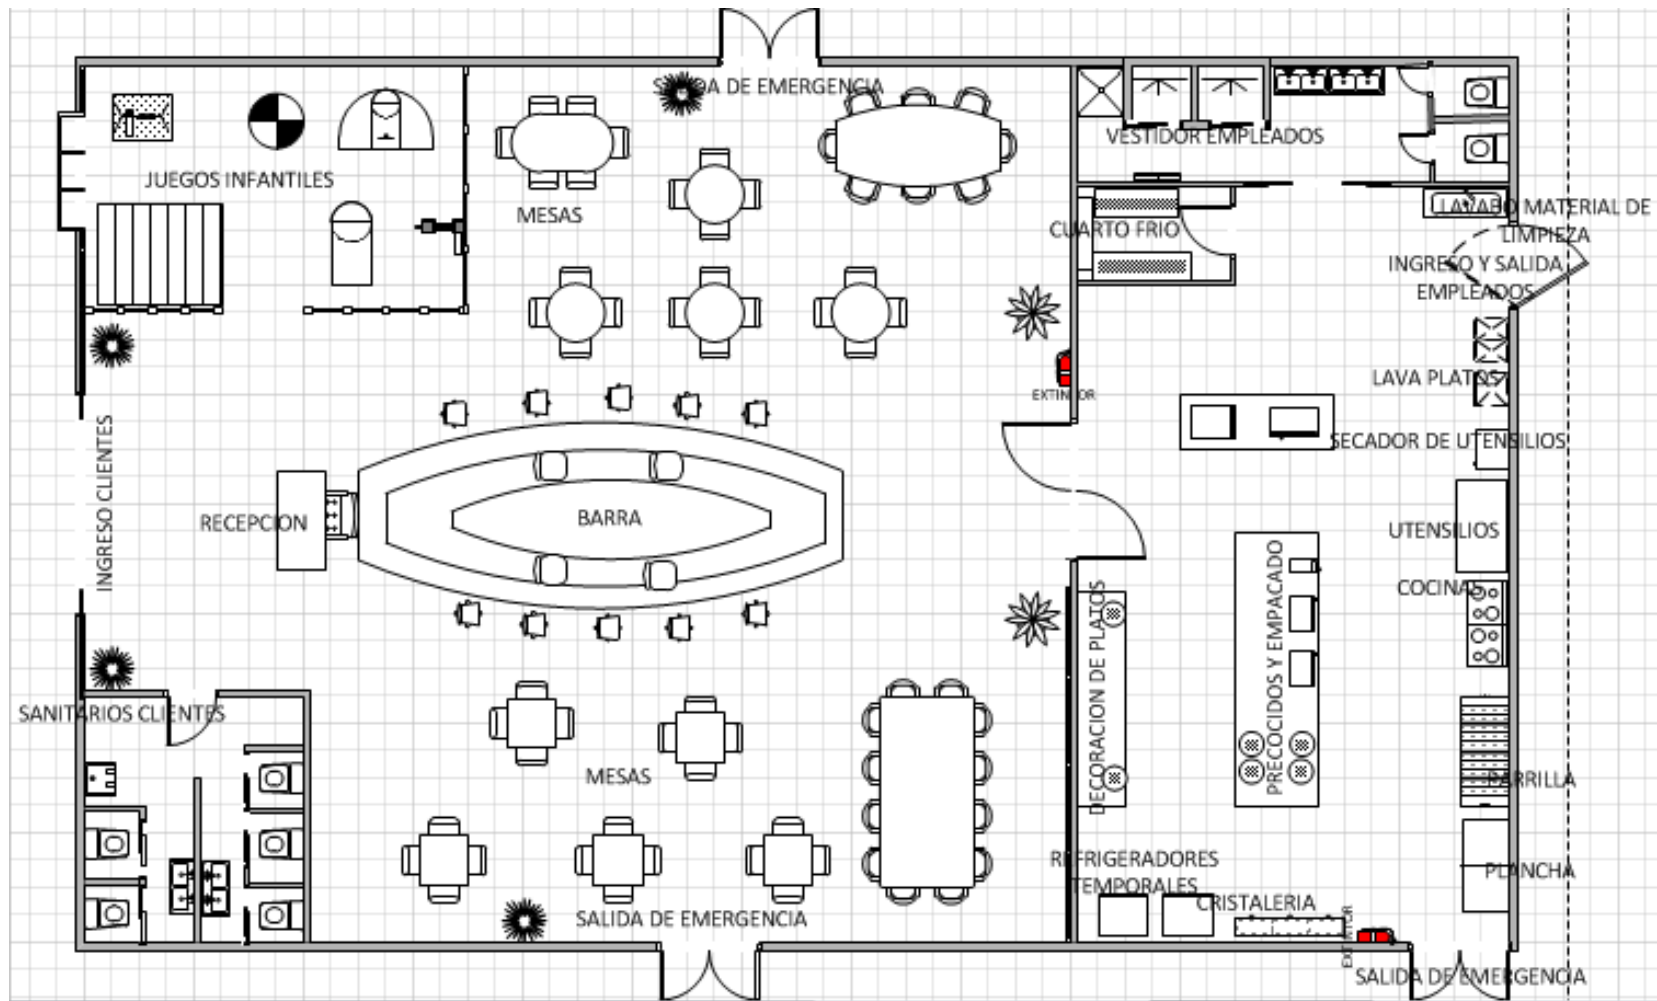 SALIDA DE EMERGENCIA
VESTIDOR EMPLEADOS
JUEGOS INFANTILES
MESAS
CUARTO FRIO
LAVABO MATERIAL DE
LIMPIEZA
INGRESO Y SALIDA
EMPLEADOS
LAVA PLATOS
EXTINTOR
SECADOR DE UTENSILIOS
INGRESO CLIENTES
RECEPCION
BARRA
UTENSILIOS
COCINAS
DECORACION DE PLATOS
PRECOCIDOS Y EMPACADO
SANITARIOS CLIENTES
MESAS
PARRILLA
REFRIGERADORES
TEMPORALES
PLANCHA
CRISTALERIA
SALIDA DE EMERGENCIA
EXTINTOR
SALIDA DE EMERGENCIA